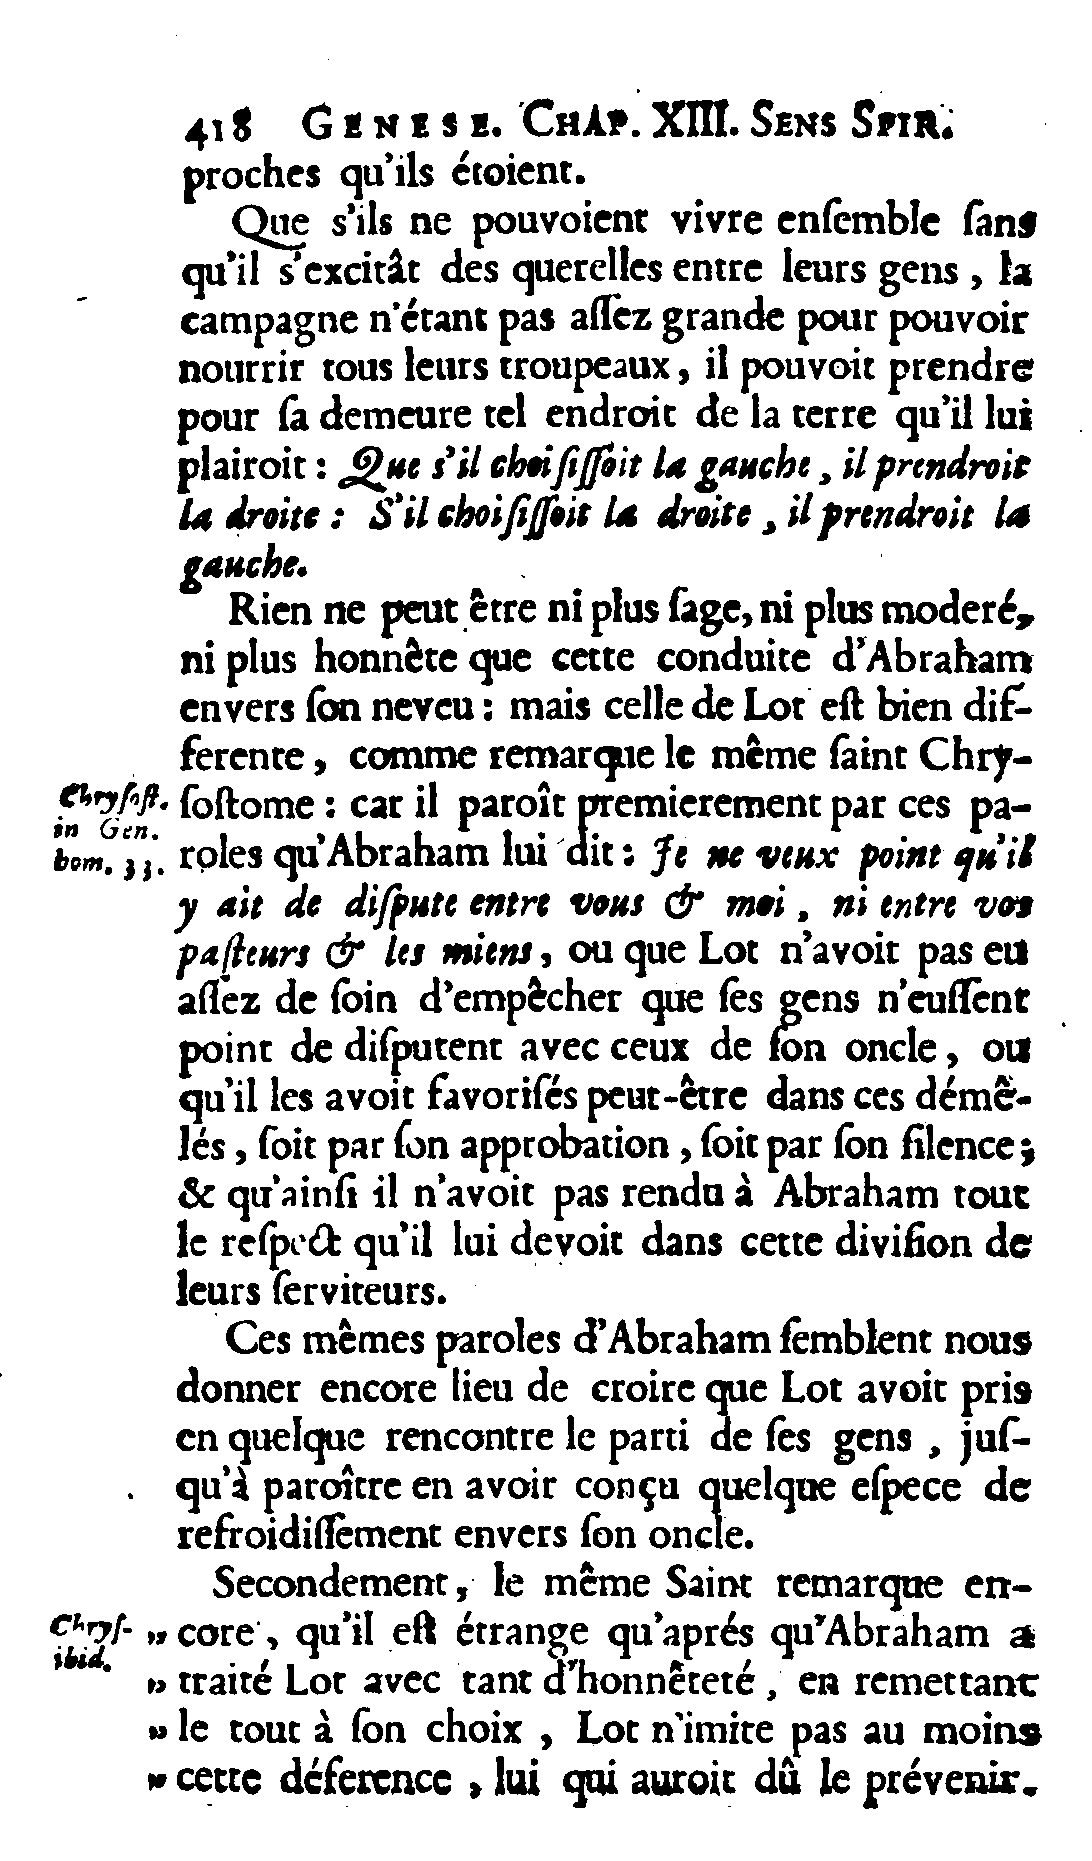 418 GENESE. CHAP. XIII. SENS SPIR.
proches qu'ils étoient.
Que s'ils ne pouvoient vivre enſemble ſans
qu'il s'excitât des querelles entre leurs gens, la
campagne n'étant pas aſſez grande pour pouvoir
nourrir tous leurs troupeaux, il pouvoit prendre
pour ſa demeure tel endroit de la terre qu'il lui
plairoit : Que s'il choiſiſſoit la gauche, il prendroit
la droite : S'il choiſiſſoit la droite, il prendroit la
gauche.
Rien ne peut être ni plus ſage, ni plus moderé,
ni plus honnête que cette conduite d'Abraham
envers ſon neveu : mais celle de Lot eſt bien diſ-
ferente, comme remarque le même ſaint Chry-
Chryſoſt.
in Gen.
hom. 33.
ſoſtome : car il paroît premierement par ces pa-
roles qu'Abraham lui dit : Je ne veux point qu'il
y ait de diſpute entre vous & moi, ni entre vos
paſteurs & les miens, ou que Lot n'avoit pas eu
aſſez de ſoin d'empêcher que ſes gens n'euſſent
point de diſputent avec ceux de ſon oncle, ou
qu'il les avoit favoriſés peut-être dans ces démê-
lés, ſoit par ſon approbation, ſoit par ſon ſilence;
& qu'ainſi il n'avoit pas rendu à Abraham tout
le reſpect qu'il lui devoit dans cette diviſion de
leurs ſerviteurs.
Ces mêmes paroles d'Abraham ſemblent nous
donner encore lieu de croire que Lot avoit pris
en quelque rencontre le parti de ſes gens, juſ-
qu'à paroître en avoir conçu quelque eſpece de
refroidiſſement envers ſon oncle.
Secondement, le même Saint remarque en-
Chryſ-
ibid.
„ core, qu'il eſt étrange qu'aprés qu'Abraham a
„ traité Lot avec tant d'honnêteté, en remettant
„ le tout à ſon choix, Lot n'imite pas au moins
„ cette déference, lui qui auroit dû le prévenir.